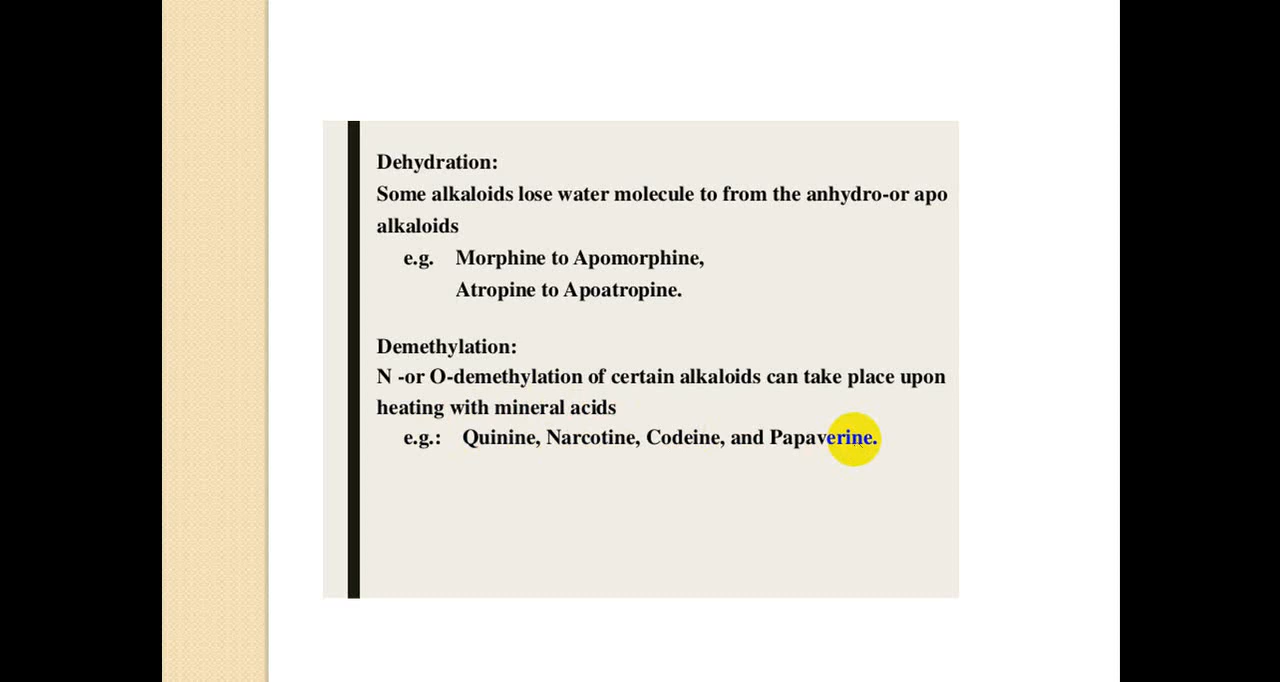 Dehydration:
Some alkaloids lose water molecule to from the anhydro-or apo
alkaloids
e.g. Morphine to Apomorphine,
Atropine to Apoatropine.
Demethylation:
N -or O-demethylation of certain alkaloids can take place upon
heating with mineral acids
e.g.: Quinine, Narcotine, Codeine, and Papaverine.